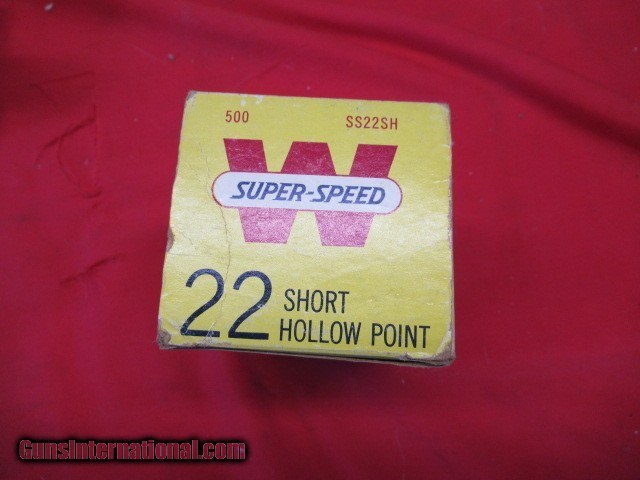 500 SS22SH
W
SUPER-SPEED
22 SHORT
HOLLOW POINT
GunsInternational.com